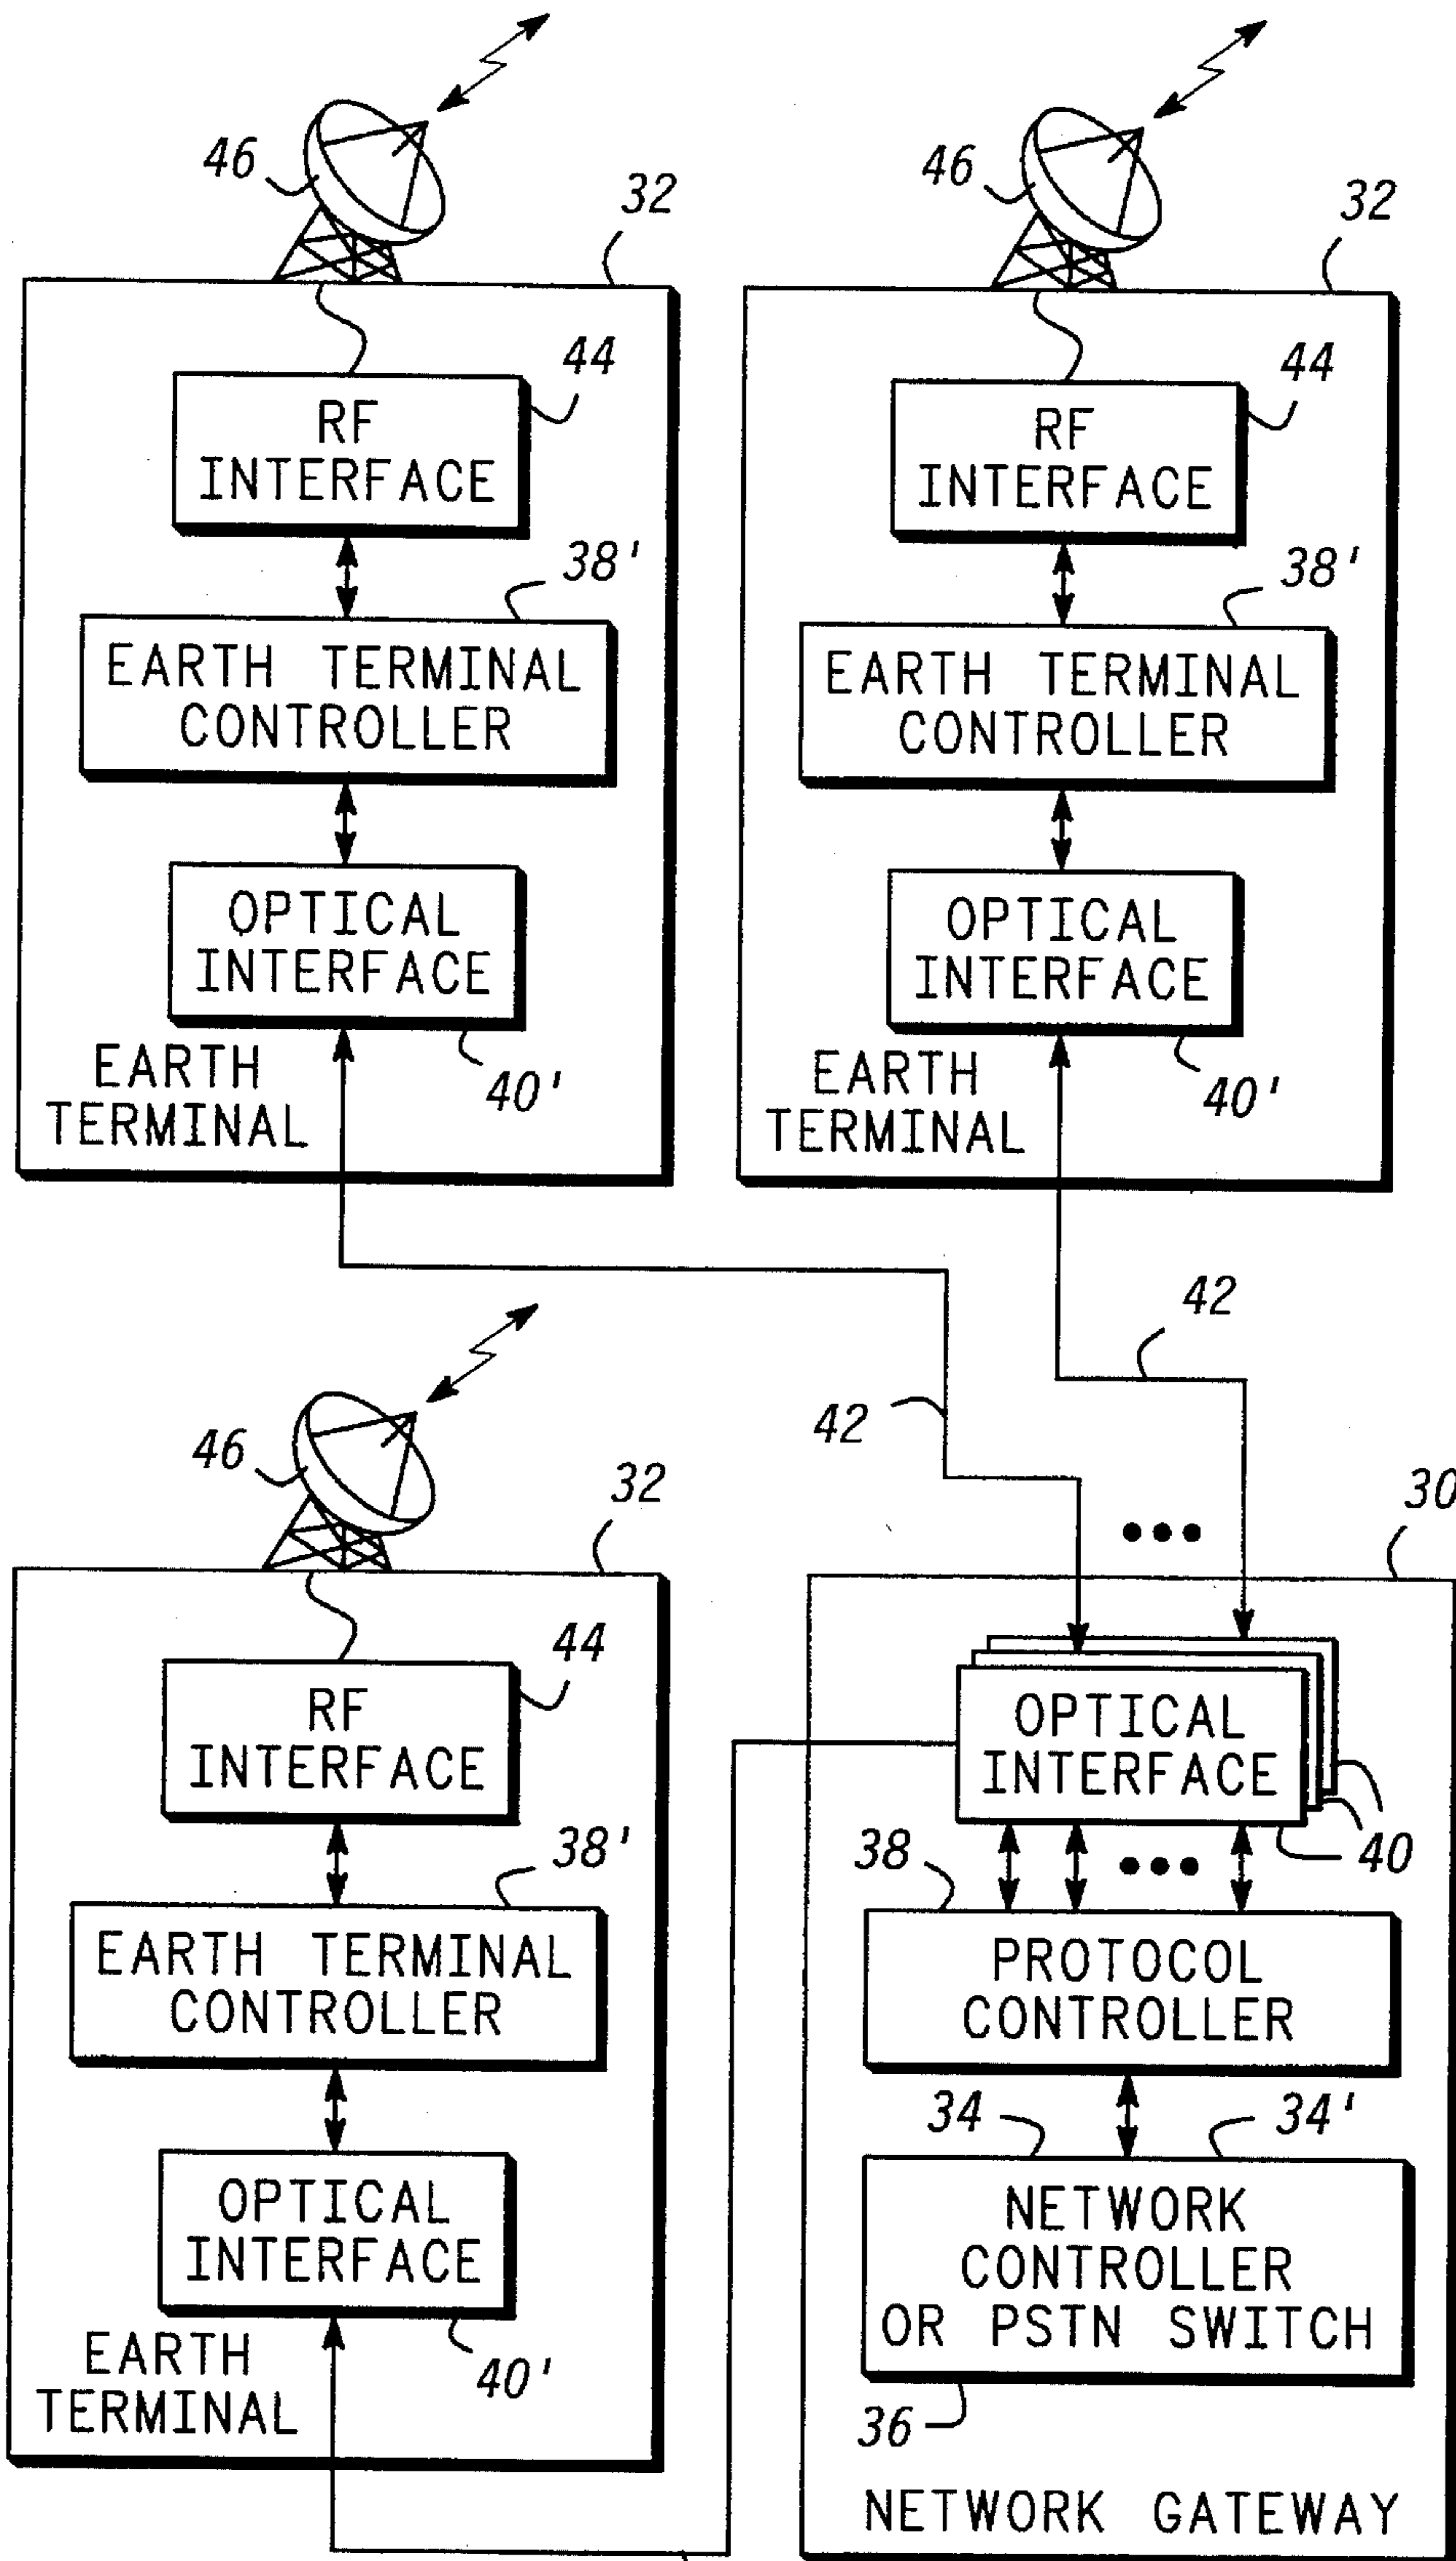 46
32
44
RF
INTERFACE
38'
EARTH TERMINAL
CONTROLLER
OPTICAL
INTERFACE
40'
EARTH
TERMINAL
46
32
44
RF
INTERFACE
38'
EARTH TERMINAL
CONTROLLER
OPTICAL
INTERFACE
40'
EARTH
TERMINAL
42
42
46
32
44
RF
INTERFACE
38'
EARTH TERMINAL
CONTROLLER
OPTICAL
INTERFACE
40'
EARTH
TERMINAL
30
OPTICAL
INTERFACE
40
38
PROTOCOL
CONTROLLER
34
34'
NETWORK
CONTROLLER
OR PSTN SWITCH
36
NETWORK GATEWAY